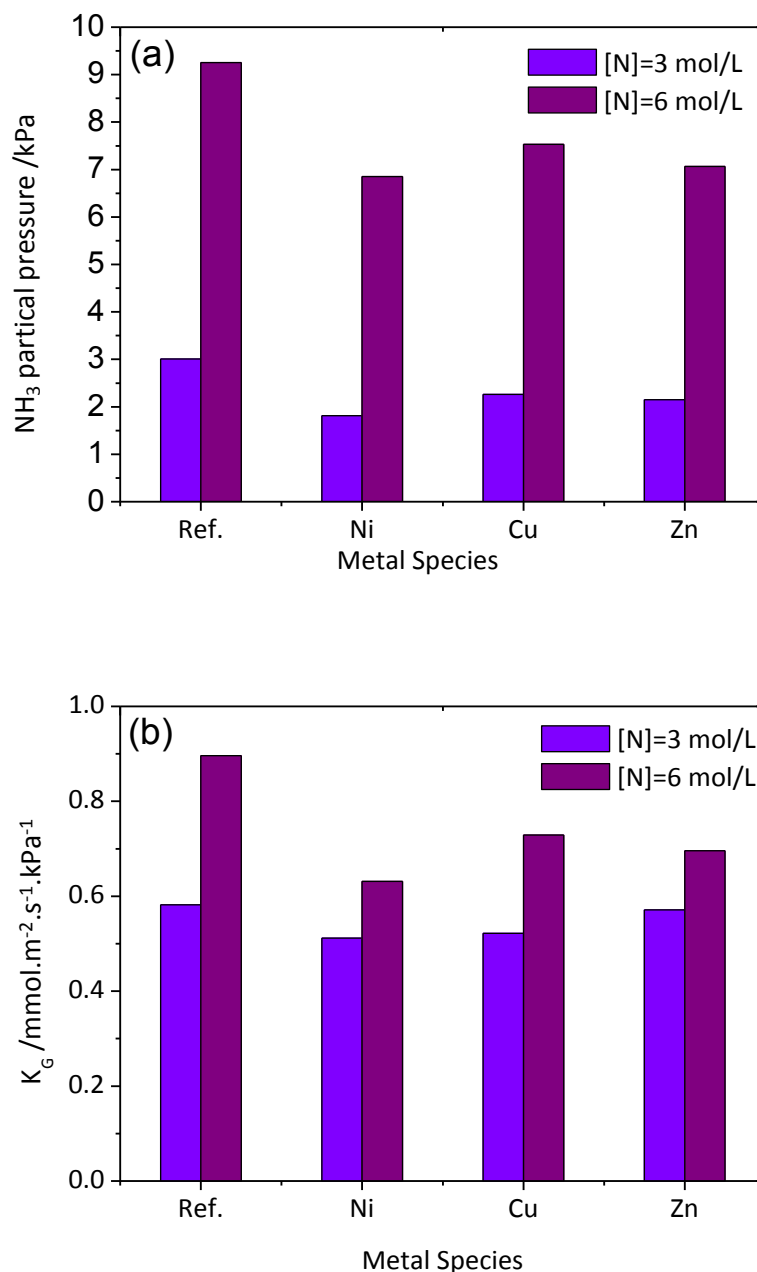 (a)
[N]=3 mol/L
[N]=6 mol/L
10
9
8
7
6
5
4
3
2
1
0
NH₃ partical pressure /kPa
Ref. Ni Cu Zn
Metal Species
(b)
[N]=3 mol/L
[N]=6 mol/L
1.0
0.8
0.6
0.4
0.2
0.0
K_G /mmol.m⁻².s⁻¹.kPa⁻¹
Ref. Ni Cu Zn
Metal Species